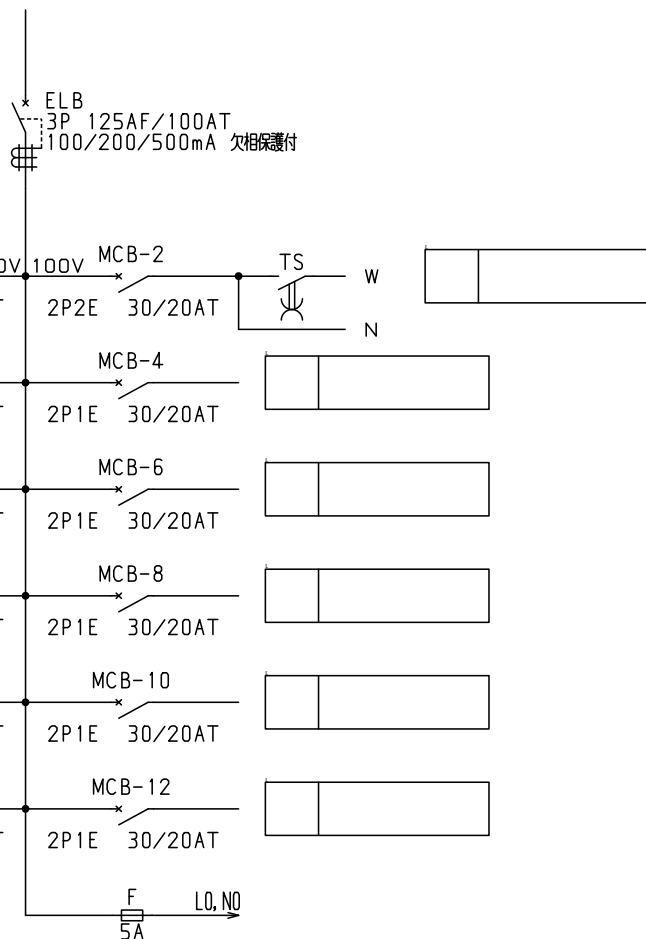 ELB
3P 125AF/100AT
100/200/500mA 欠相保護付
0V 100V MCB-2 TS W
T 2P2E 30/20AT N
MCB-4
T 2P1E 30/20AT
MCB-6
T 2P1E 30/20AT
MCB-8
T 2P1E 30/20AT
MCB-10
T 2P1E 30/20AT
MCB-12
T 2P1E 30/20AT
F L0,N0
5A